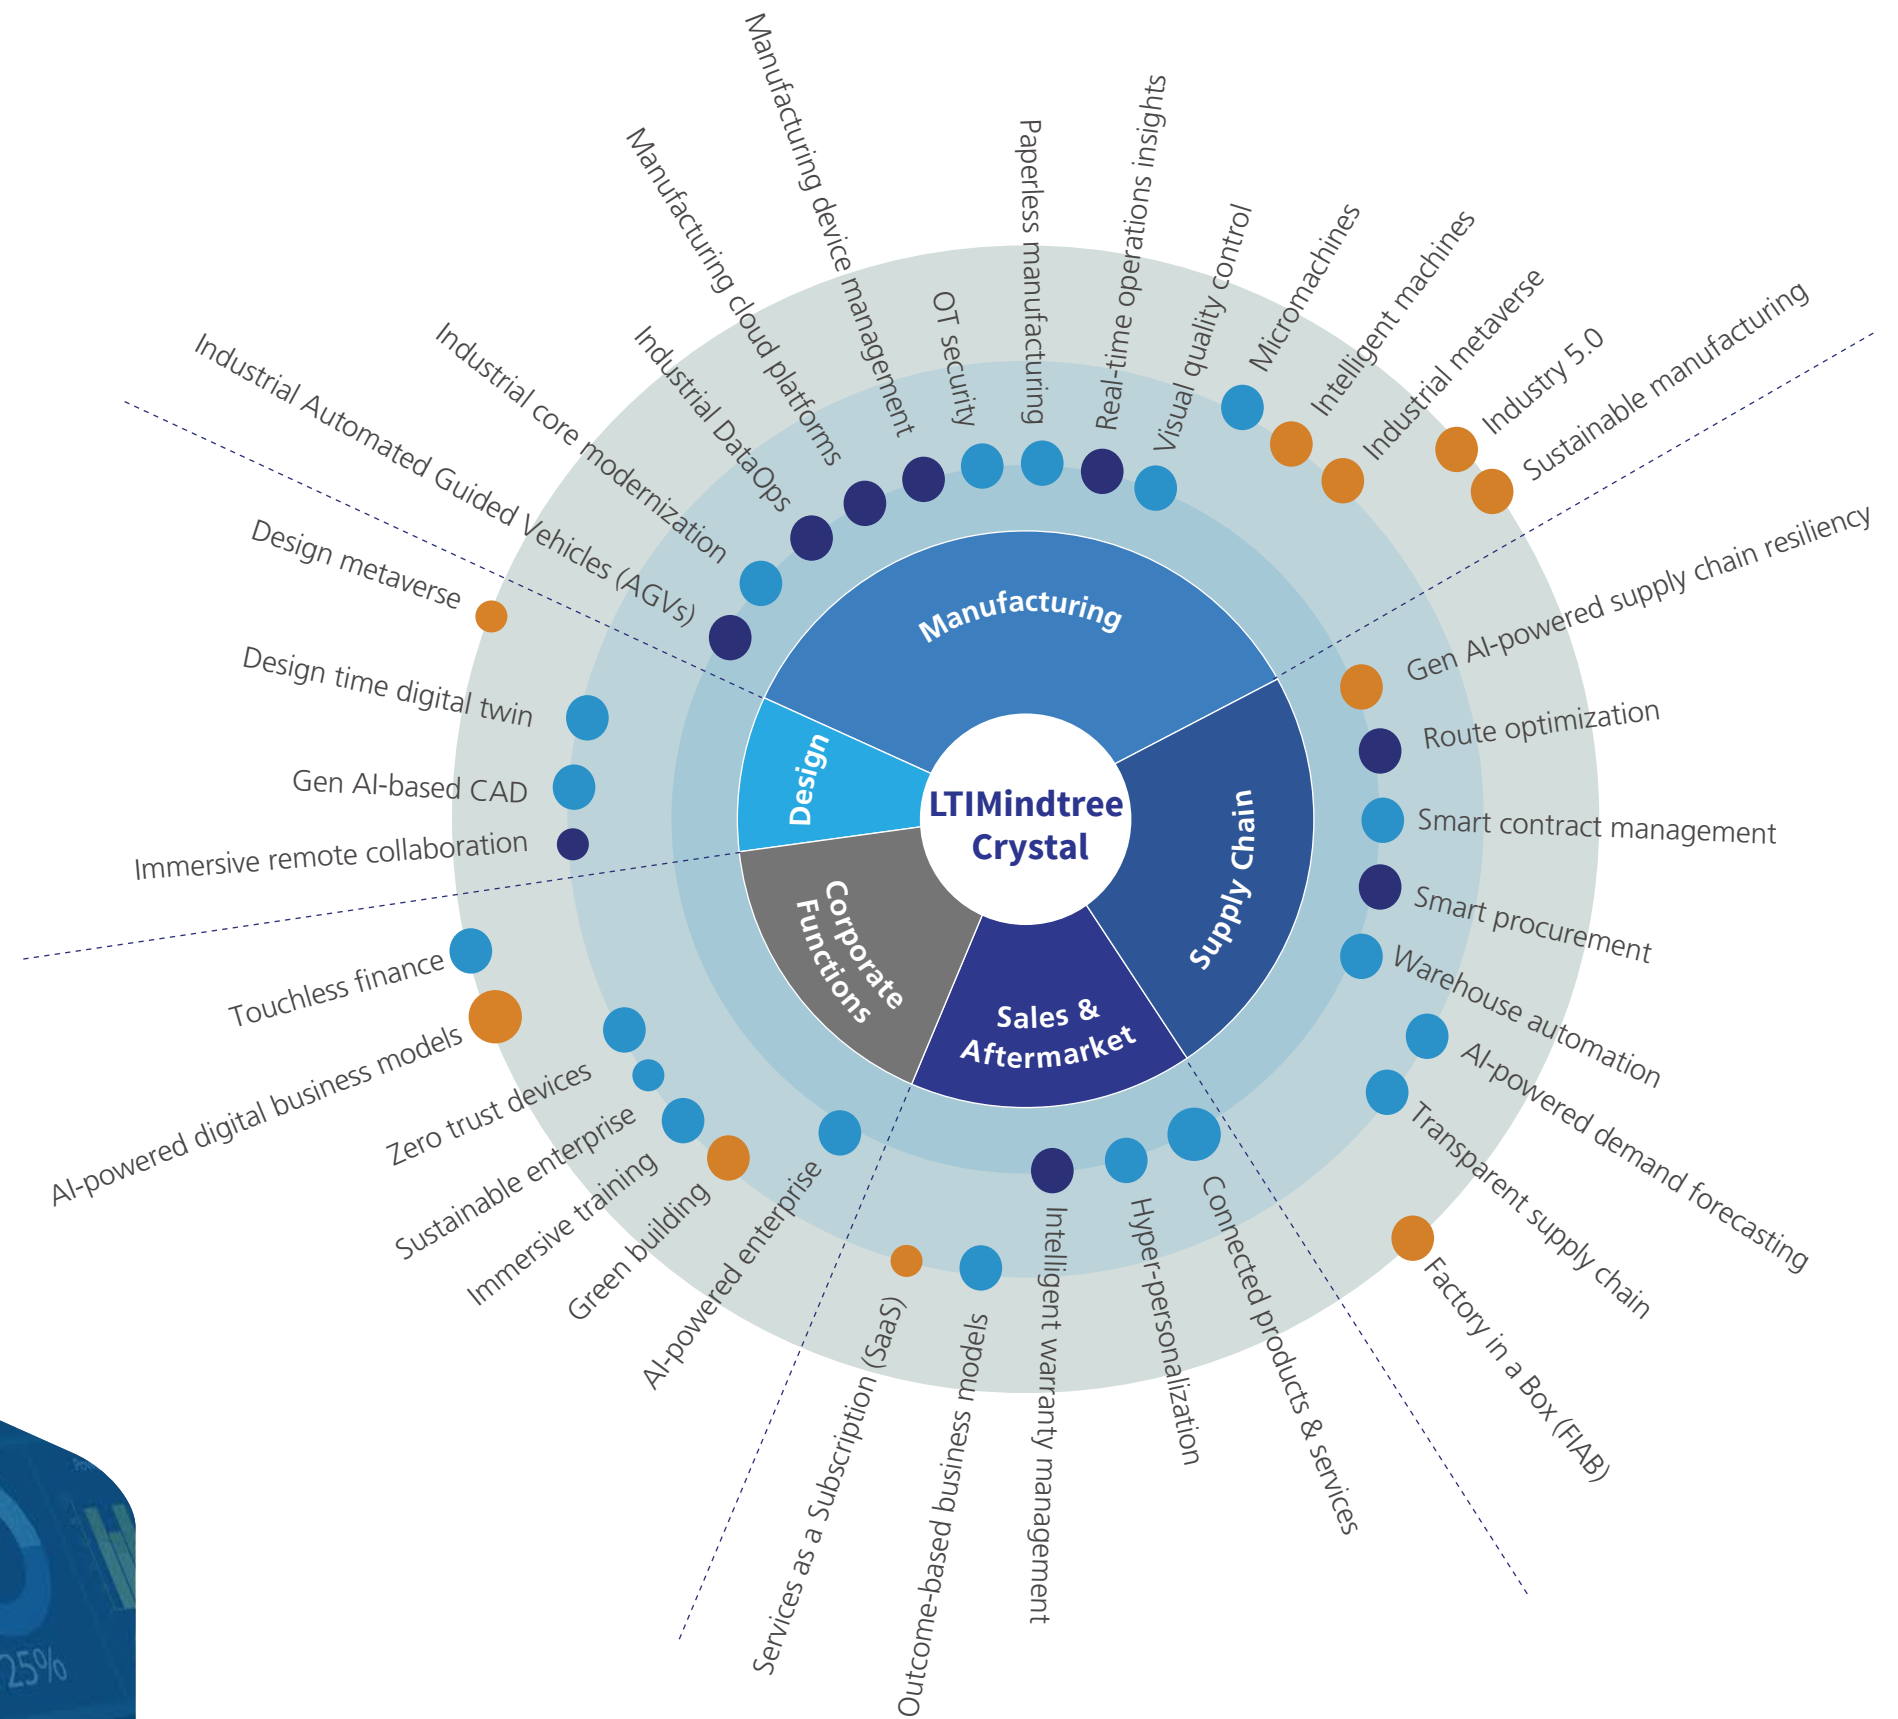 LTIMindtree
Crystal
Manufacturing
Supply Chain
Sales &
Aftermarket
Corporate
Functions
Design
Industrial Automated Guided Vehicles (AGVs)
Industrial core modernization
Industrial DataOps
Manufacturing cloud platforms
Manufacturing device management
OT security
Paperless manufacturing
Real-time operations insights
Visual quality control
Micromachines
Intelligent machines
Industrial metaverse
Industry 5.0
Sustainable manufacturing
Gen AI-powered supply chain resiliency
Route optimization
Smart contract management
Smart procurement
Warehouse automation
AI-powered demand forecasting
Transparent supply chain
Factory in a Box (FIAB)
Connected products & services
Hyper-personalization
Intelligent warranty management
Outcome-based business models
Services as a Subscription (SaaS)
AI-powered enterprise
Green building
Immersive training
Sustainable enterprise
Zero trust devices
AI-powered digital business models
Touchless finance
Immersive remote collaboration
Gen AI-based CAD
Design time digital twin
Design metaverse
25%